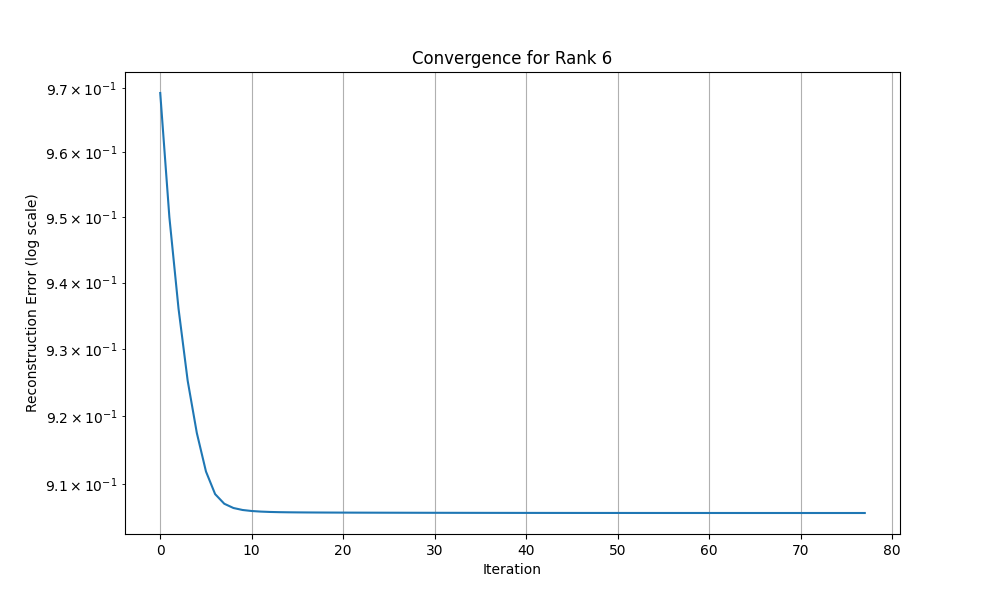 Convergence for Rank 6
9.7 × 10⁻¹
9.6 × 10⁻¹
9.5 × 10⁻¹
9.4 × 10⁻¹
9.3 × 10⁻¹
9.2 × 10⁻¹
9.1 × 10⁻¹
Reconstruction Error (log scale)
0 10 20 30 40 50 60 70 80
Iteration